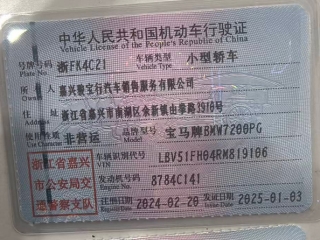 中华人民共和国机动车行驶证
Vehicle License of the People's Republic of China
号牌号码 浙FK4C21 车辆类型 小型轿车
Plate No. Vehicle Type
所有人 嘉兴骏宝行汽车销售服务有限公司
Owner
住址 浙江省嘉兴市南湖区余新镇由拳路3910号
Address
使用性质 非营运 品牌型号 宝马牌BMW7200PG
Use Character Model
浙江省嘉兴 车辆识别代号 LBV51FH04RM819106
VIN
市公安局交 发动机号码 8784C141
Engine No.
通警察支队 注册日期 2024-02-20 发证日期 2025-01-03
Register Date Issue Date